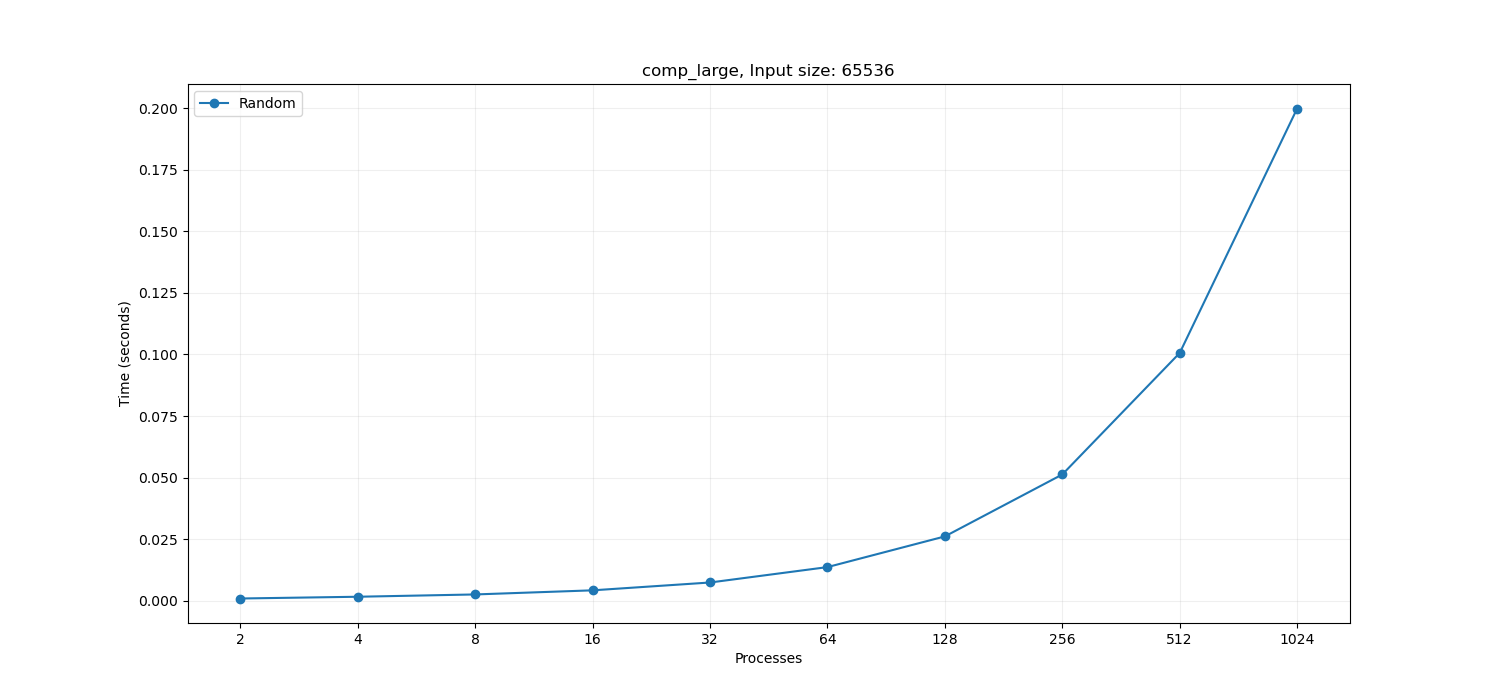 comp_large, Input size: 65536
Random
0.200
0.175
0.150
0.125
0.100
0.075
0.050
0.025
0.000
Time (seconds)
2 4 8 16 32 64 128 256 512 1024
Processes